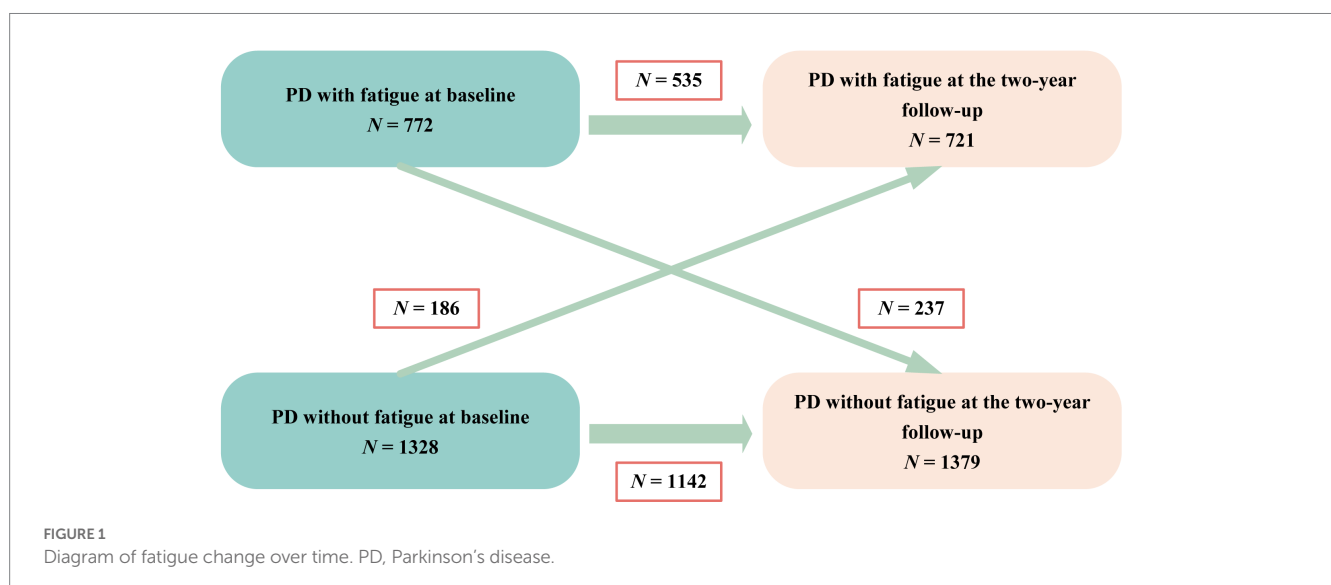 PD with fatigue at baseline
N = 772
N = 535
PD with fatigue at the two-year
follow-up
N = 721
N = 186
N = 237
PD without fatigue at baseline
N = 1328
N = 1142
PD without fatigue at the two-year
follow-up
N = 1379
FIGURE 1
Diagram of fatigue change over time. PD, Parkinson's disease.